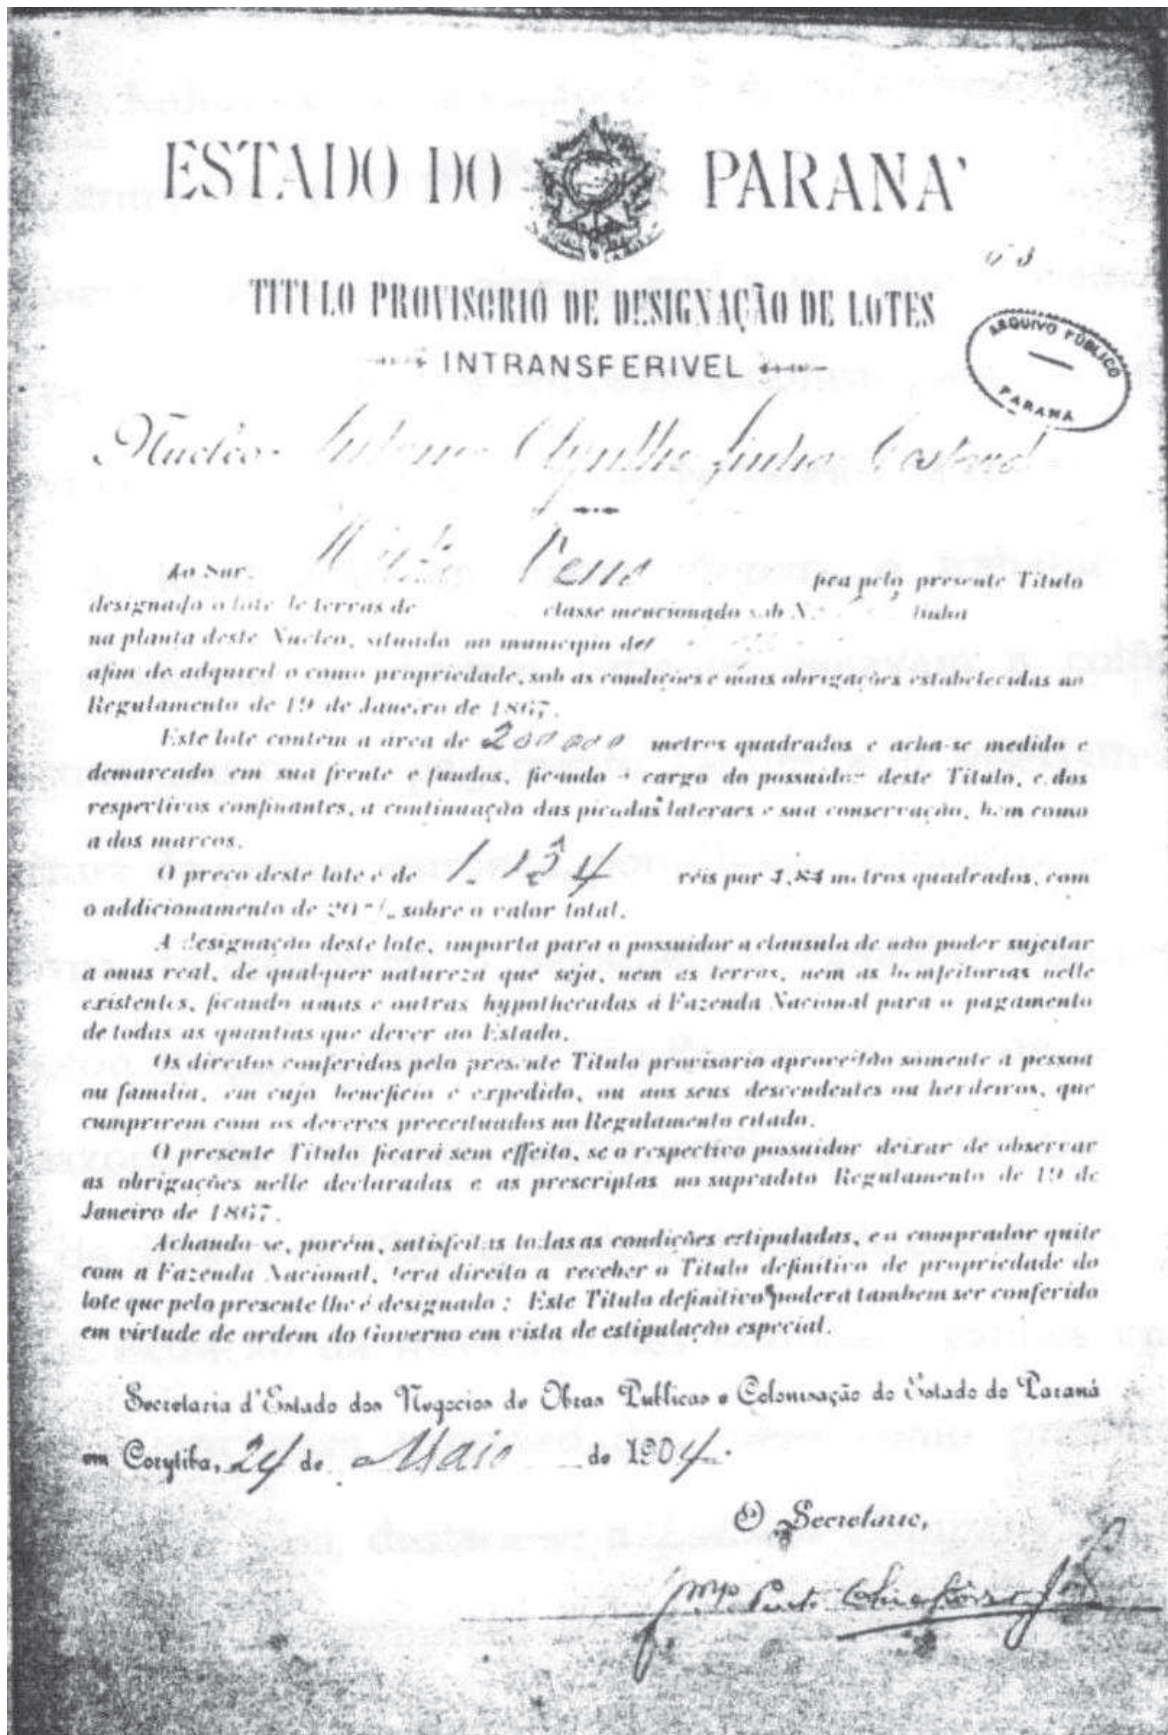 ESTADO DO PARANA'
TITULO PROVISORIO DE DESIGNAÇÃO DE LOTES
INTRANSFERIVEL
ARQUIVO PÚBLICO
PARANÁ
Nucleo
Ao Snr. fica pelo presente Titulo
designado o lote de terras de classe mencionado sob N.º linha
na planta deste Nucleo, situado no municipio de
afim de adquiril o como propriedade, sob as condições e mais obrigações estabelecidas no
Regulamento de 19 de Janeiro de 1867.
Este lote contem a área de 200000 metros quadrados e acha-se medido e
demarcado em sua frente e fundos, ficando a cargo do possuidor deste Titulo, e dos
respectivos confinantes, a continuação das picadas lateraes e sua conservação, bem como
a dos marcos.
O preço deste lote é de réis por 4,84 metros quadrados, com
o addicionamento de 20 % sobre o valor total.
A designação deste lote, importa para o possuidor a clausula de não poder sujeitar
a onus real, de qualquer natureza que seja, nem as terras, nem as bemfeitorias nelle
existentes, ficando umas e outras hypothecadas á Fazenda Nacional para o pagamento
de todas as quantias que dever ao Estado.
Os direitos conferidos pelo presente Titulo provisorio aproveitão sómente á pessoa
ou familia, em cujo beneficio é expedido, ou aos seus descendentes ou herdeiros, que
cumprirem com os deveres preceituados no Regulamento citado.
O presente Titulo ficará sem effeito, se o respectivo possuidor deixar de observar
as obrigações nelle declaradas e as prescriptas no supradito Regulamento de 19 de
Janeiro de 1867.
Achando-se, porém, satisfeitas todas as condições estipuladas, e o comprador quite
com a Fazenda Nacional, terá direito a receber o Titulo definitivo de propriedade do
lote que pelo presente lhe é designado: Este Titulo definitivo poderá tambem ser conferido
em virtude de ordem do Governo em vista de estipulação especial.
Secretaria d'Estado dos Negocios de Obras Publicas e Colonisação do Estado do Paraná
em Corytiba, 24 de Maio de 1904.
O Secretario,